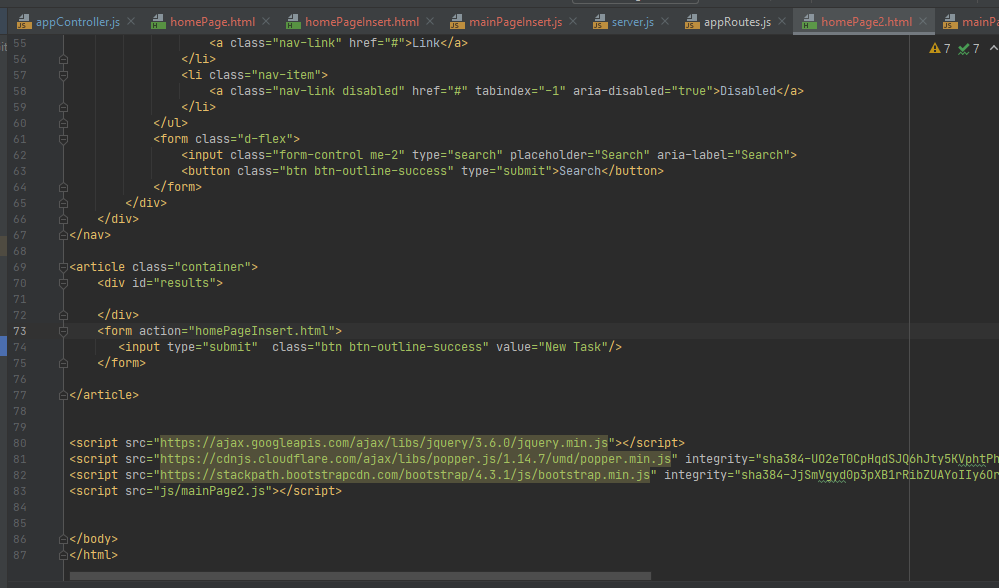 appController.js homePage.html homePageInsert.html mainPageInsert.js server.js appRoutes.js homePage2.html mainPa
7 7
55 <a class="nav-link" href="#">Link</a>
56 </li>
57 <li class="nav-item">
58 <a class="nav-link disabled" href="#" tabindex="-1" aria-disabled="true">Disabled</a>
59 </li>
60 </ul>
61 <form class="d-flex">
62 <input class="form-control me-2" type="search" placeholder="Search" aria-label="Search">
63 <button class="btn btn-outline-success" type="submit">Search</button>
64 </form>
65 </div>
66 </div>
67 </nav>
68
69 <article class="container">
70 <div id="results">
71
72 </div>
73 <form action="homePageInsert.html">
74 <input type="submit"  class="btn btn-outline-success" value="New Task"/>
75 </form>
76
77 </article>
78
79
80 <script src="https://ajax.googleapis.com/ajax/libs/jquery/3.6.0/jquery.min.js"></script>
81 <script src="https://cdnjs.cloudflare.com/ajax/libs/popper.js/1.14.7/umd/popper.min.js" integrity="sha384-UO2eT0CpHqdSJQ6hJty5KVphtPh
82 <script src="https://stackpath.bootstrapcdn.com/bootstrap/4.3.1/js/bootstrap.min.js" integrity="sha384-JjSmVgyd0p3pXB1rRibZUAYoIIy6Or
83 <script src="js/mainPage2.js"></script>
84
85
86 </body>
87 </html>